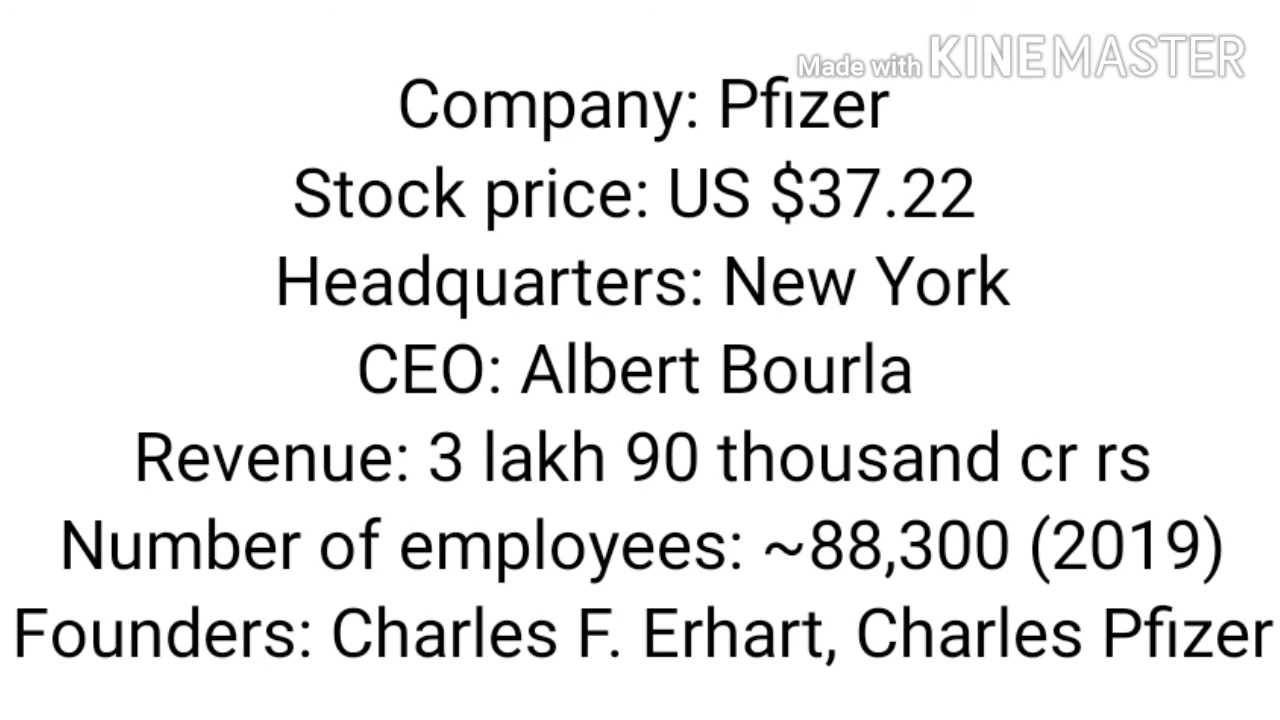 Made with KINEMASTER
Company: Pfizer
Stock price: US $37.22
Headquarters: New York
CEO: Albert Bourla
Revenue: 3 lakh 90 thousand cr rs
Number of employees: ~88,300 (2019)
Founders: Charles F. Erhart, Charles Pfizer